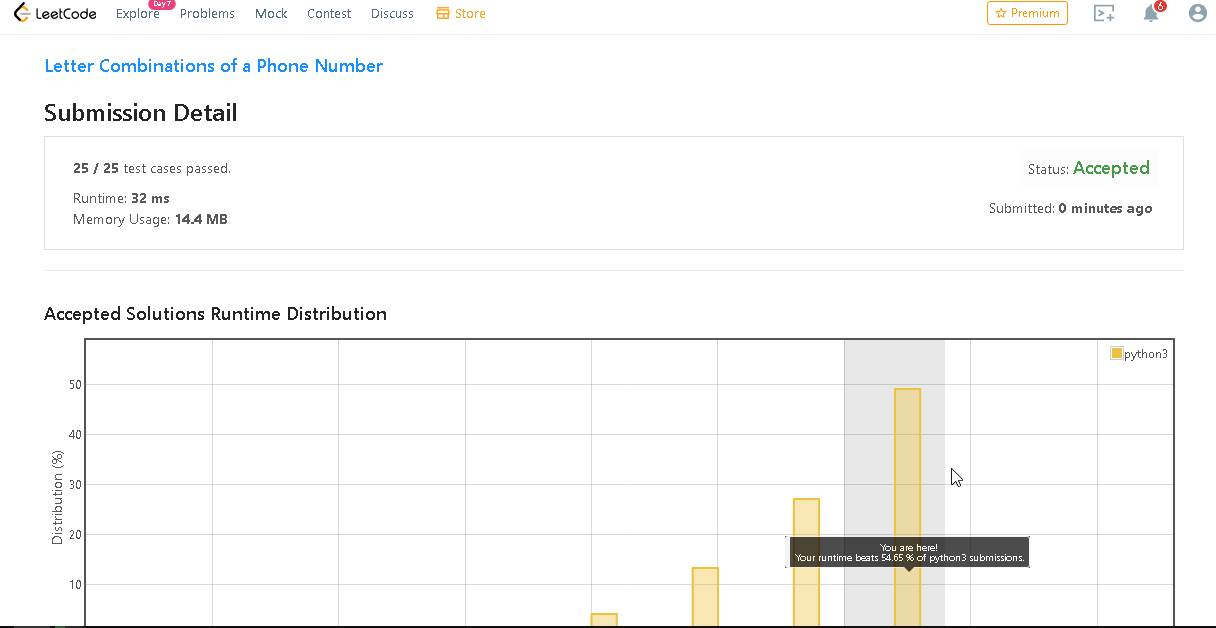 LeetCode Explore Day 7 Problems Mock Contest Discuss Store Premium 6
Letter Combinations of a Phone Number
Submission Detail
25 / 25 test cases passed.
Status: Accepted
Runtime: 32 ms
Submitted: 0 minutes ago
Memory Usage: 14.4 MB
Accepted Solutions Runtime Distribution
python3
50
40
30
20
10
Distribution (%)
You are here!
Your runtime beats 54.65 % of python3 submissions.